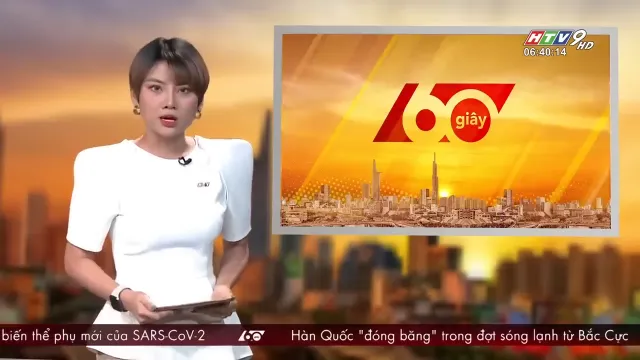 HTV9 HD
06:40:14
60 giây
biến thể phụ mới của SARS-CoV-2
60
Hàn Quốc "đóng băng" trong đợt sóng lạnh từ Bắc Cực